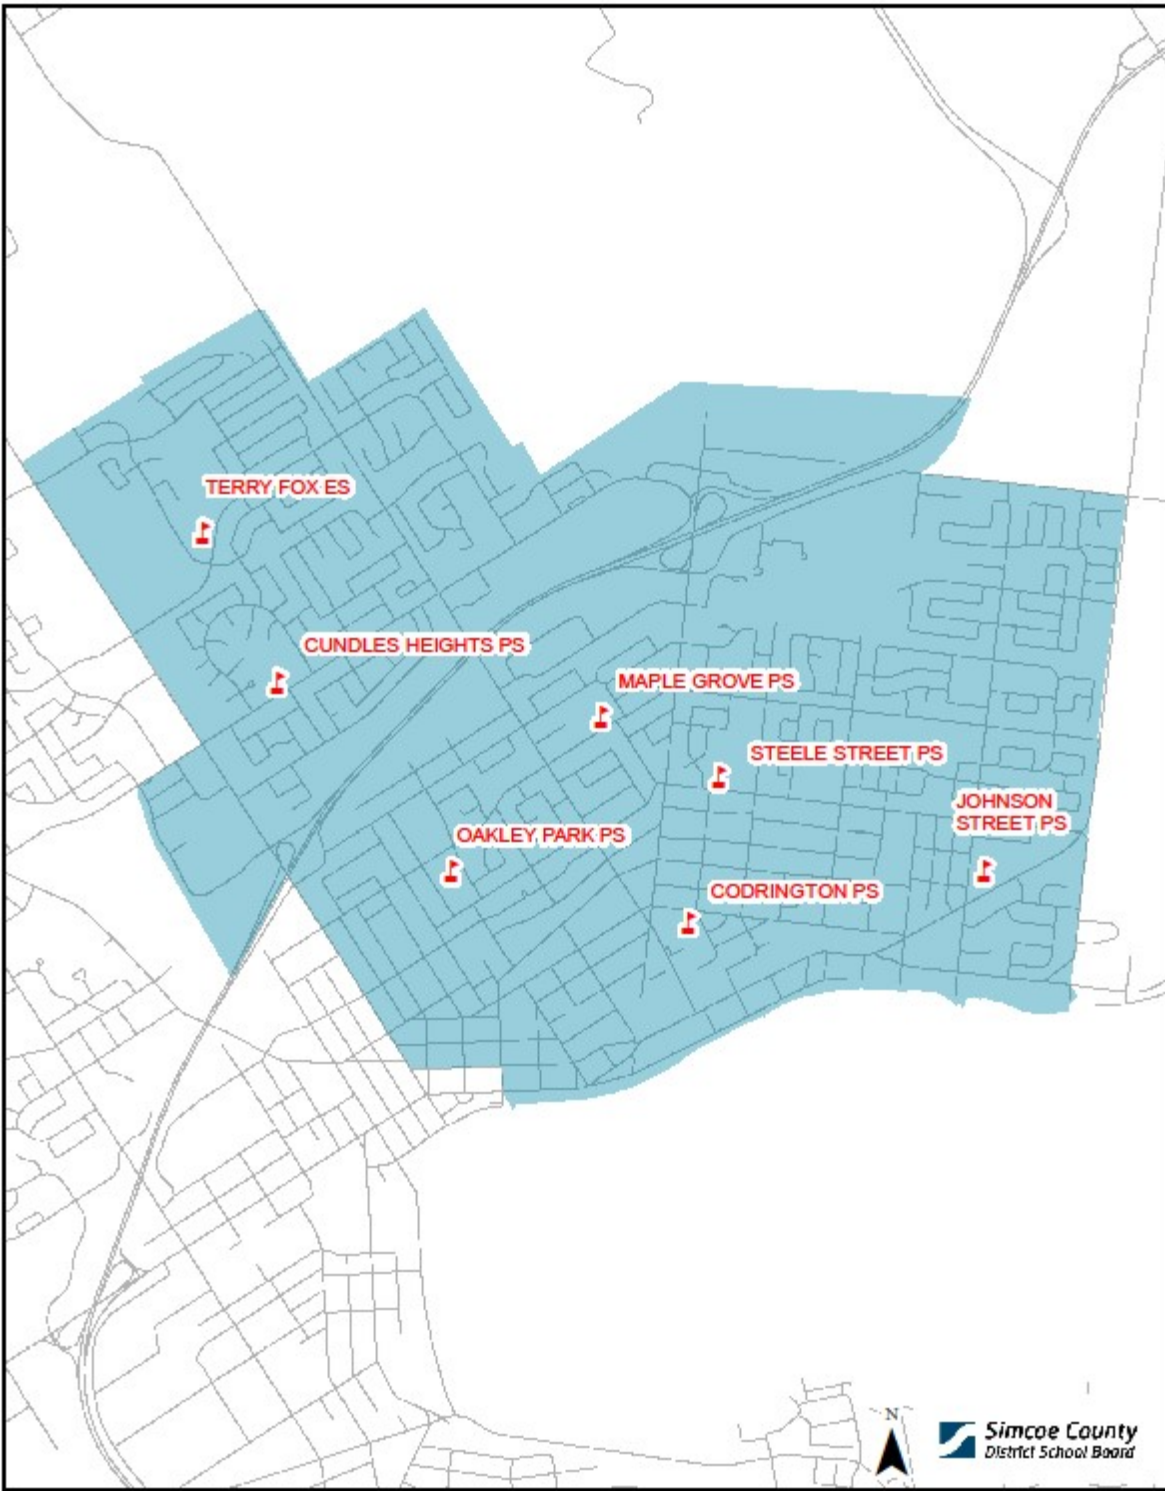 TERRY FOX ES
CUNDLES HEIGHTS PS
MAPLE GROVE PS
STEELE STREET PS
JOHNSON
STREET PS
OAKLEY PARK PS
CODRINGTON PS
N
Simcoe County
District School Board